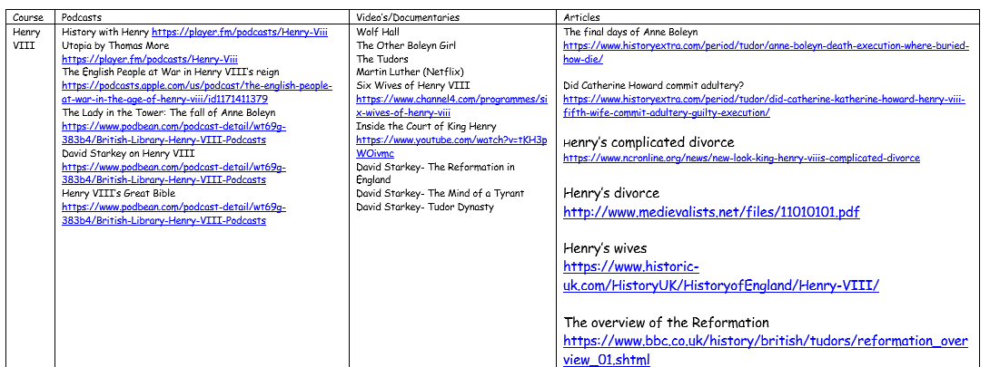 Course
Podcasts
Video's/Documentaries
Articles
Henry
VIII
History with Henry https://player.fm/podcasts/Henry-Viii
Utopia by Thomas More
https://player.fm/podcasts/Henry-Viii
The English People at War in Henry VIII's reign
https://podcasts.apple.com/us/podcast/the-english-people-
at-war-in-the-age-of-henry-viii/id1171411379
The Lady in the Tower: The fall of Anne Boleyn
https://www.podbean.com/podcast-detail/wt69g-
383b4/British-Library-Henry-VIII-Podcasts
David Starkey on Henry VIII
https://www.podbean.com/podcast-detail/wt69g-
383b4/British-Library-Henry-VIII-Podcasts
Henry VIII's Great Bible
https://www.podbean.com/podcast-detail/wt69g-
383b4/British-Library-Henry-VIII-Podcasts
Wolf Hall
The Other Boleyn Girl
The Tudors
Martin Luther (Netflix)
Six Wives of Henry VIII
https://www.channel4.com/programmes/si
x-wives-of-henry-viii
Inside the Court of King Henry
https://www.youtube.com/watch?v=tKH3p
WOivmc
David Starkey- The Reformation in
England
David Starkey- The Mind of a Tyrant
David Starkey- Tudor Dynasty
The final days of Anne Boleyn
https://www.historyextra.com/period/tudor/anne-boleyn-death-execution-where-buried-
how-die/
Did Catherine Howard commit adultery?
https://www.historyextra.com/period/tudor/did-catherine-katherine-howard-henry-viii-
fifth-wife-commit-adultery-guilty-execution/
Henry's complicated divorce
https://www.ncronline.org/news/new-look-king-henry-viiis-complicated-divorce
Henry's divorce
http://www.medievalists.net/files/11010101.pdf
Henry's wives
https://www.historic-
uk.com/HistoryUK/HistoryofEngland/Henry-VIII/
The overview of the Reformation
https://www.bbc.co.uk/history/british/tudors/reformation_over
view_01.shtml